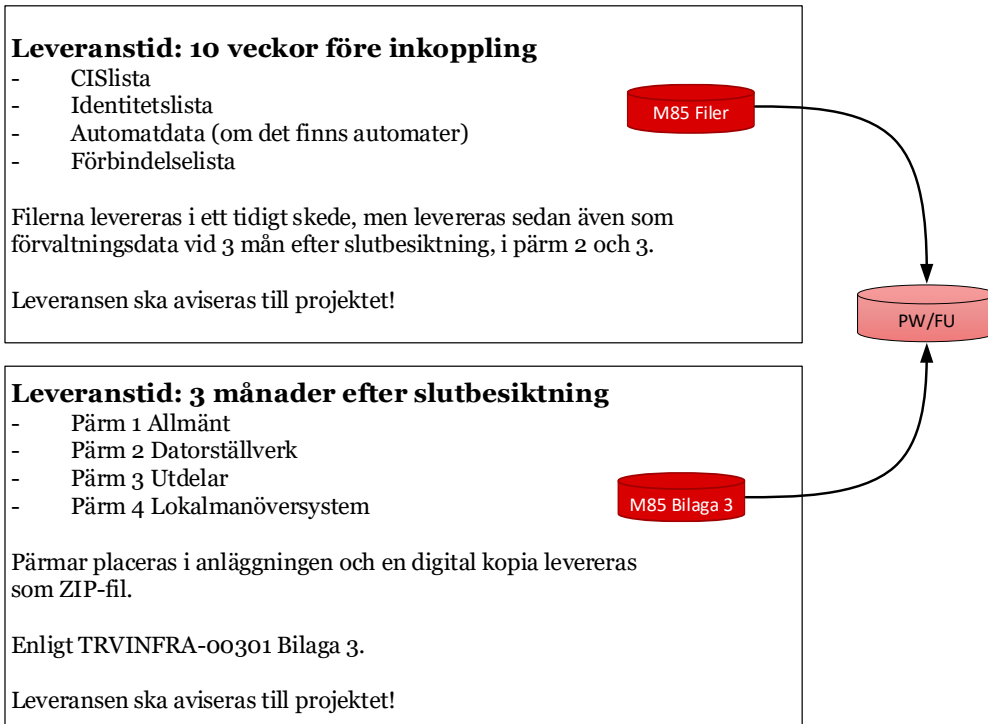 Leveranstid: 10 veckor före inkoppling
- CISlista
- Identitetslista
- Automatdata (om det finns automater)
- Förbindelselista
M85 Filer
Filerna levereras i ett tidigt skede, men levereras sedan även som
förvaltningsdata vid 3 mån efter slutbesiktning, i pärm 2 och 3.
Leveransen ska aviseras till projektet!
PW/FU
Leveranstid: 3 månader efter slutbesiktning
- Pärm 1 Allmänt
- Pärm 2 Datorställverk
- Pärm 3 Utdelar
- Pärm 4 Lokalmanöversystem
M85 Bilaga 3
Pärmar placeras i anläggningen och en digital kopia levereras
som ZIP-fil.
Enligt TRVINFRA-00301 Bilaga 3.
Leveransen ska aviseras till projektet!